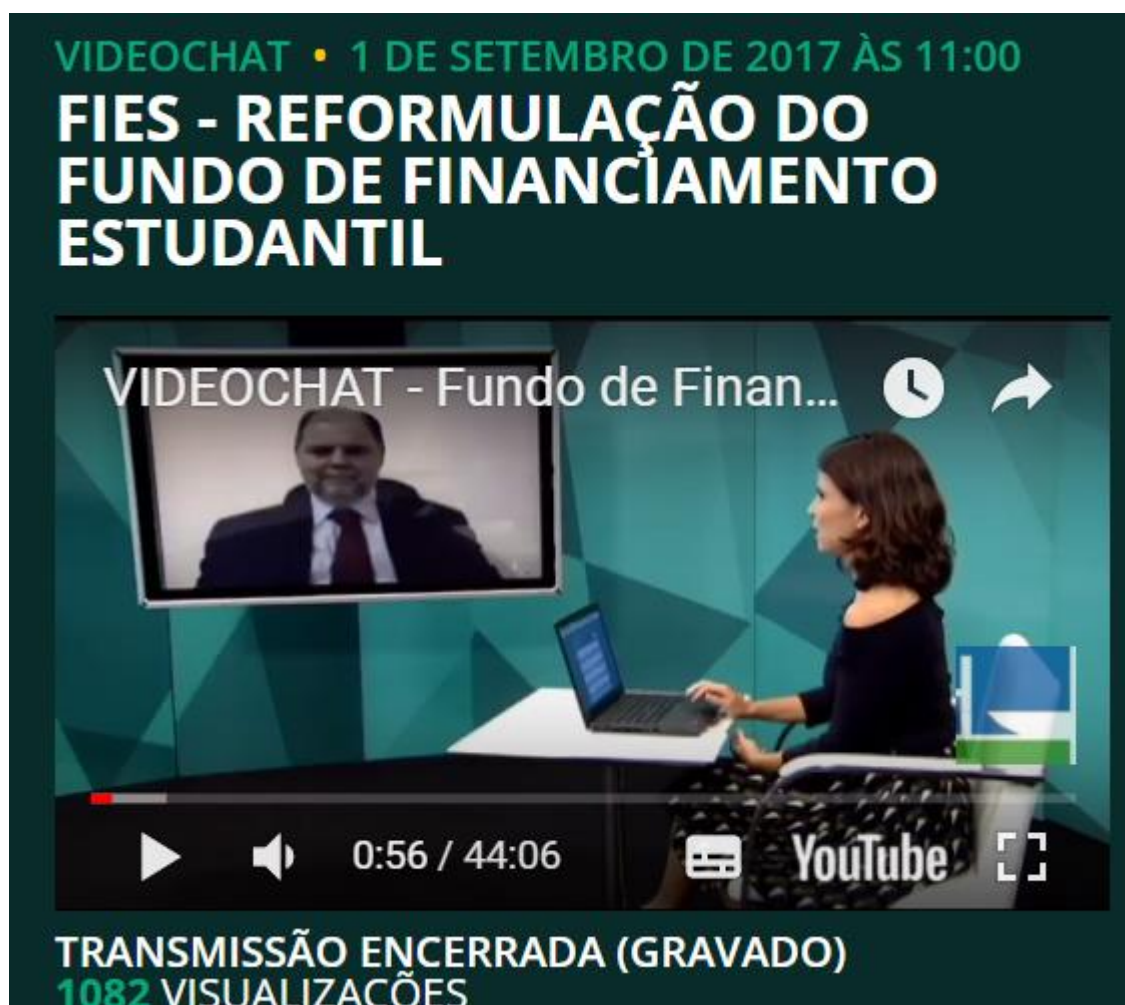 VIDEOCHAT • 1 DE SETEMBRO DE 2017 ÀS 11:00
FIES - REFORMULAÇÃO DO
FUNDO DE FINANCIAMENTO
ESTUDANTIL
VIDEOCHAT - Fundo de Finan...
0:56 / 44:06
YouTube
TRANSMISSÃO ENCERRADA (GRAVADO)
1082 VISUALIZAÇÕES